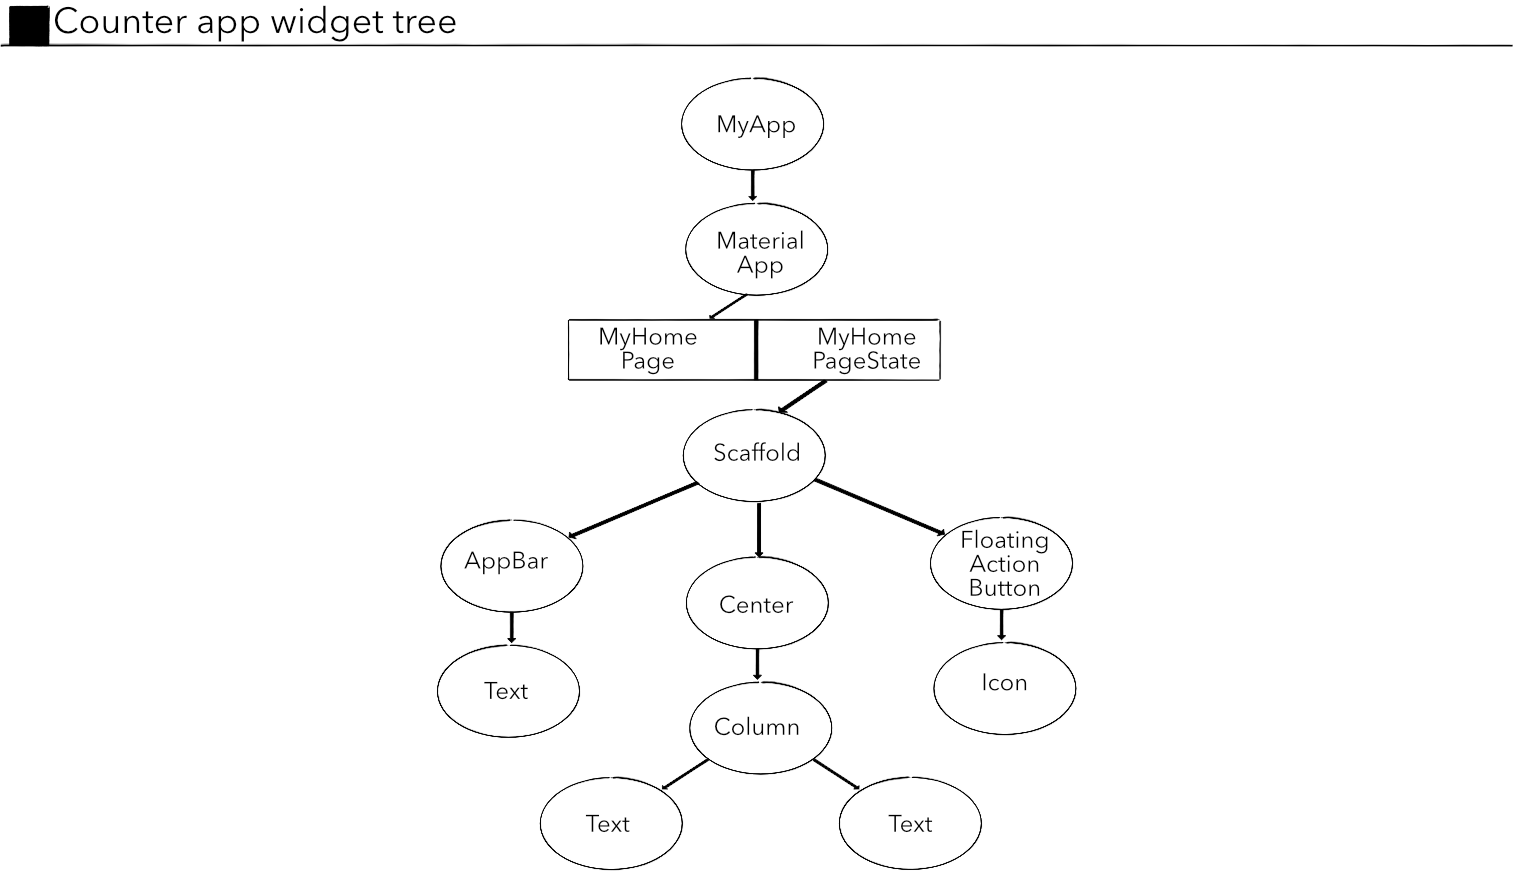 Counter app widget tree
MyApp
Material
App
MyHome
Page
MyHome
PageState
Scaffold
AppBar
Center
Floating
Action
Button
Text
Column
Icon
Text
Text